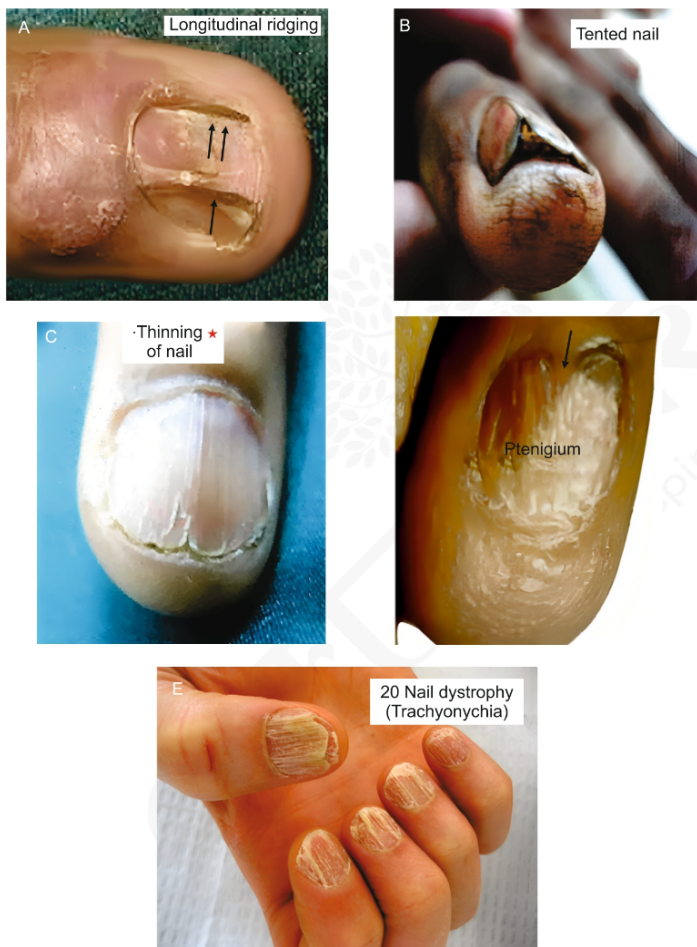 A
Longitudinal ridging
B
Tented nail
C
·Thinning ★
of nail
Ptenigium
E
20 Nail dystrophy
(Trachyonychia)